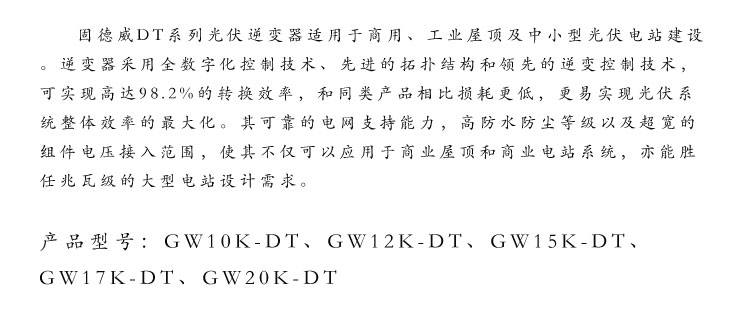 固德威DT系列光伏逆变器适用于商用、工业屋顶及中小型光伏电站建设
。逆变器采用全数字化控制技术、先进的拓扑结构和领先的逆变控制技术，
可实现高达98.2%的转换效率，和同类产品相比损耗更低，更易实现光伏系
统整体效率的最大化。其可靠的电网支持能力，高防水防尘等级以及超宽的
组件电压接入范围，使其不仅可以应用于商业屋顶和商业电站系统，亦能胜
任兆瓦级的大型电站设计需求。
产品型号：GW10K-DT、GW12K-DT、GW15K-DT、
GW17K-DT、GW20K-DT